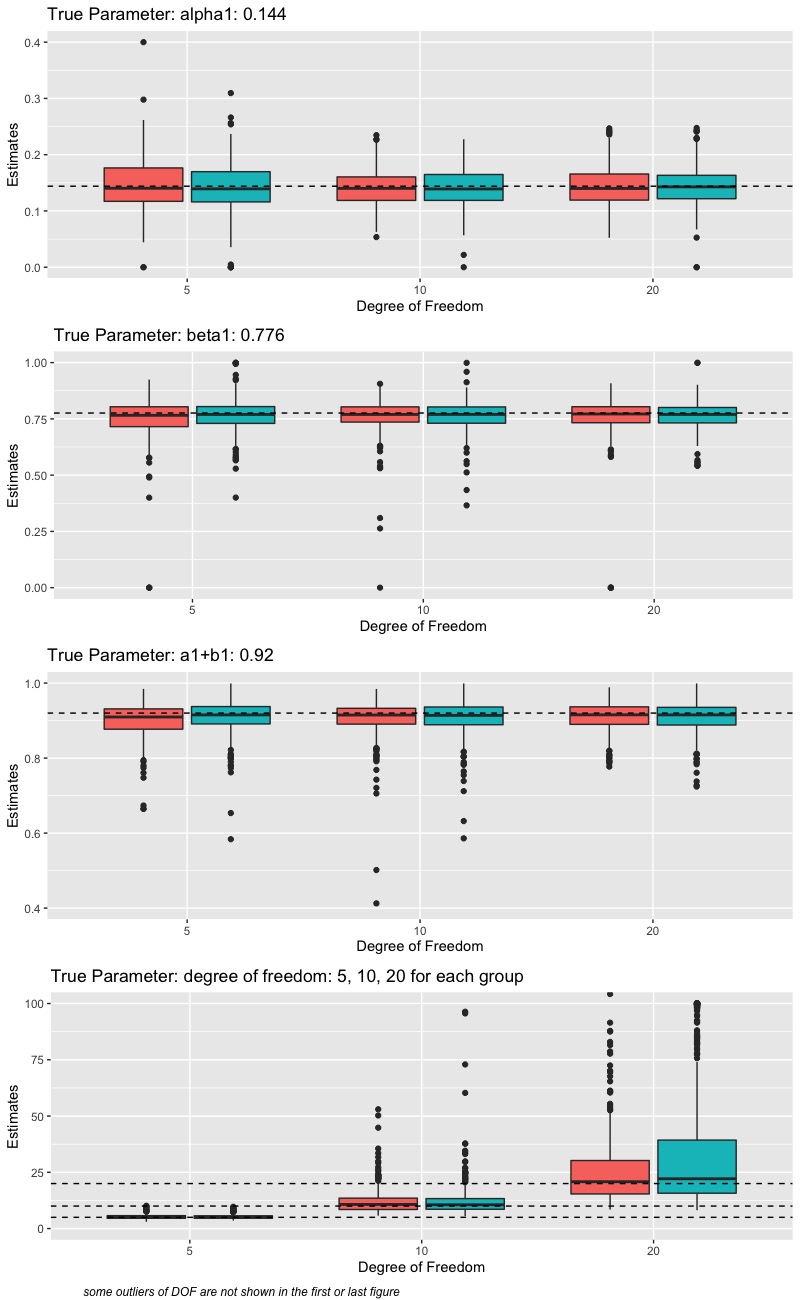 True Parameter: alpha1: 0.144
Estimates
0.4
0.3
0.2
0.1
0.0
5 10 20
Degree of Freedom
True Parameter: beta1: 0.776
Estimates
1.00
0.75
0.50
0.25
0.00
5 10 20
Degree of Freedom
True Parameter: a1+b1: 0.92
Estimates
1.0
0.8
0.6
0.4
5 10 20
Degree of Freedom
True Parameter: degree of freedom: 5, 10, 20 for each group
Estimates
100
75
50
25
0
5 10 20
Degree of Freedom
some outliers of DOF are not shown in the first or last figure